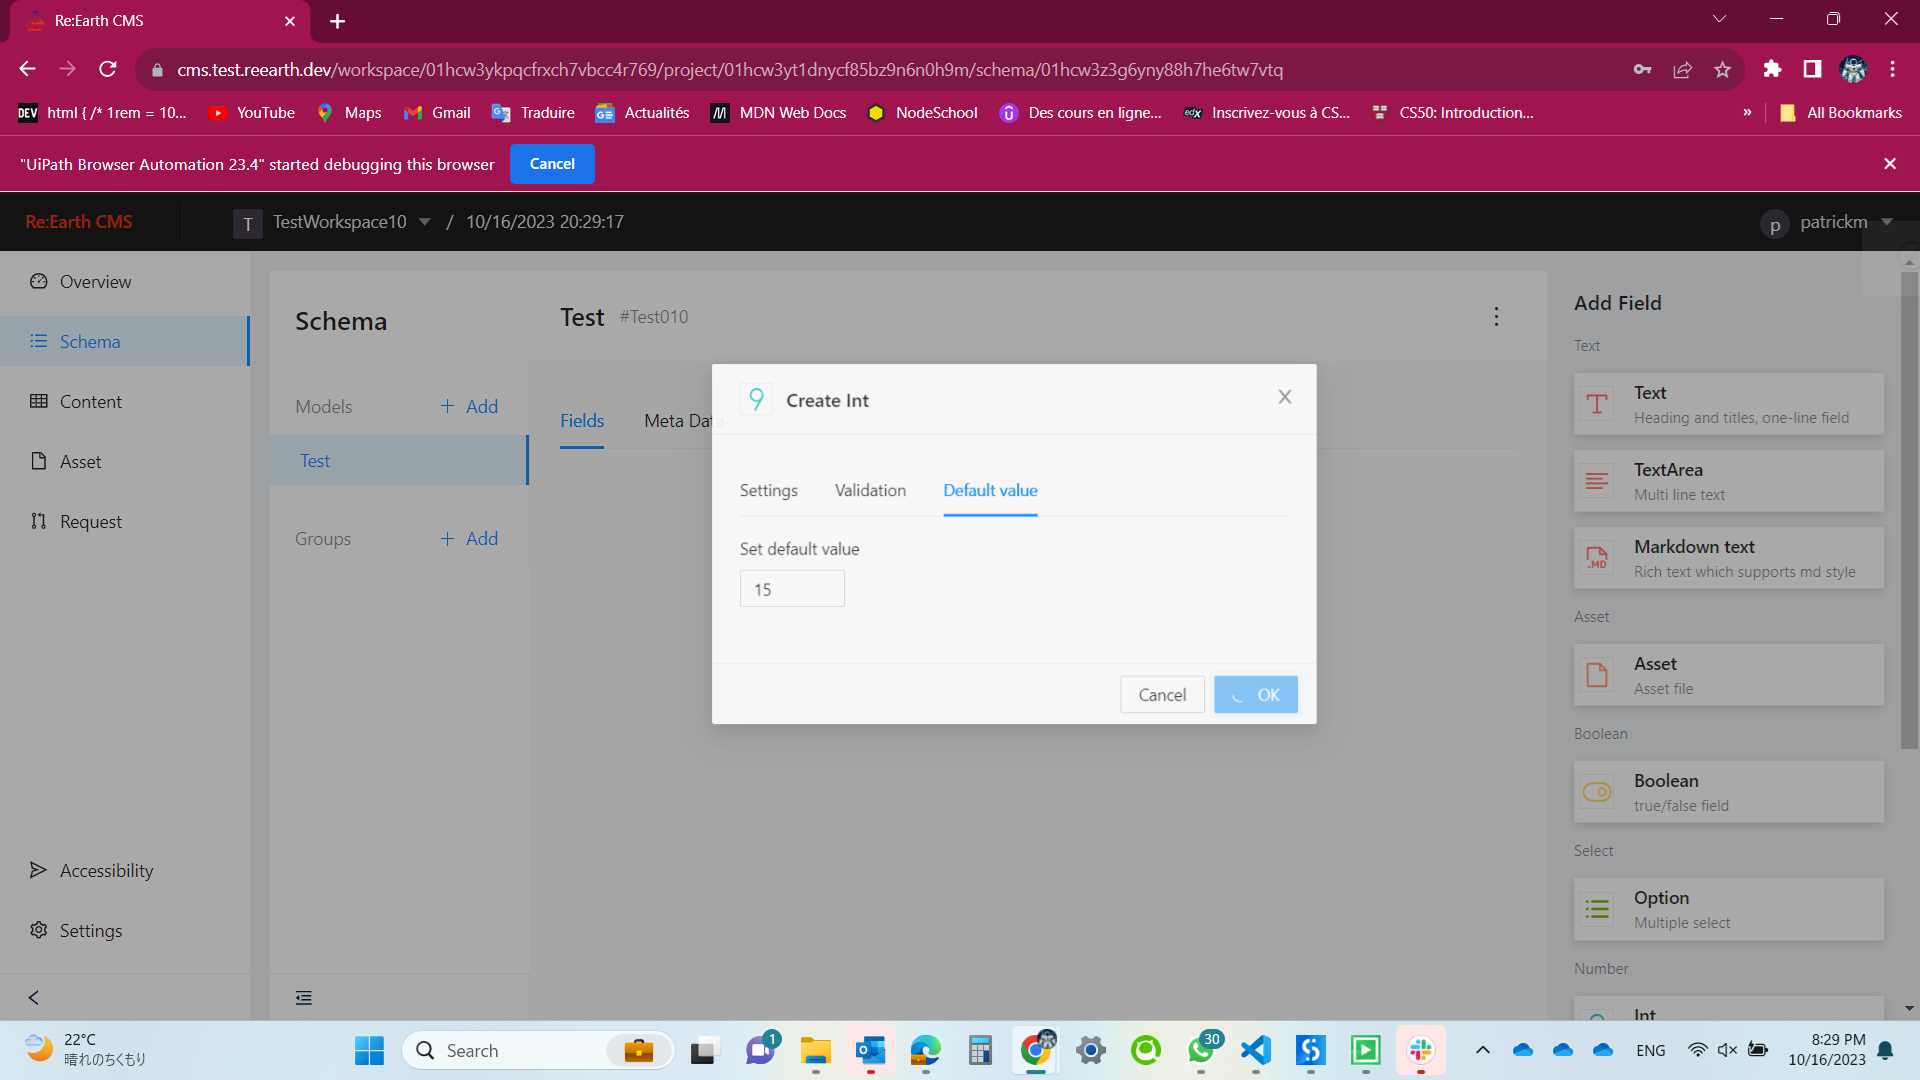 Re:Earth CMS
cms.test.reearth.dev/workspace/01hcw3ykpqcfrxch7vbcc4r769/project/01hcw3yt1dnycf85bz9n6n0h9m/schema/01hcw3z3g6yny88h7he6tw7vtq
DEV html { /* 1rem = 10... YouTube Maps Gmail Traduire Actualités MDN Web Docs NodeSchool Des cours en ligne... edX Inscrivez-vous à CS... CS50: Introduction... » All Bookmarks
"UiPath Browser Automation 23.4" started debugging this browser Cancel
Re:Earth CMS T TestWorkspace10 / 10/16/2023 20:29:17 p patrickm
Overview
Schema
Content
Asset
Request
Accessibility
Settings
Schema
Models + Add
Test
Groups + Add
Test #Test010
Fields Meta Data
Create Int
Settings Validation Default value
Set default value
15
Cancel OK
Add Field
Text
Text
Heading and titles, one-line field
TextArea
Multi line text
Markdown text
Rich text which supports md style
Asset
Asset
Asset file
Boolean
Boolean
true/false field
Select
Option
Multiple select
Number
Int
22°C
晴れのちくもり
Search
1
30
ENG
8:29 PM
10/16/2023